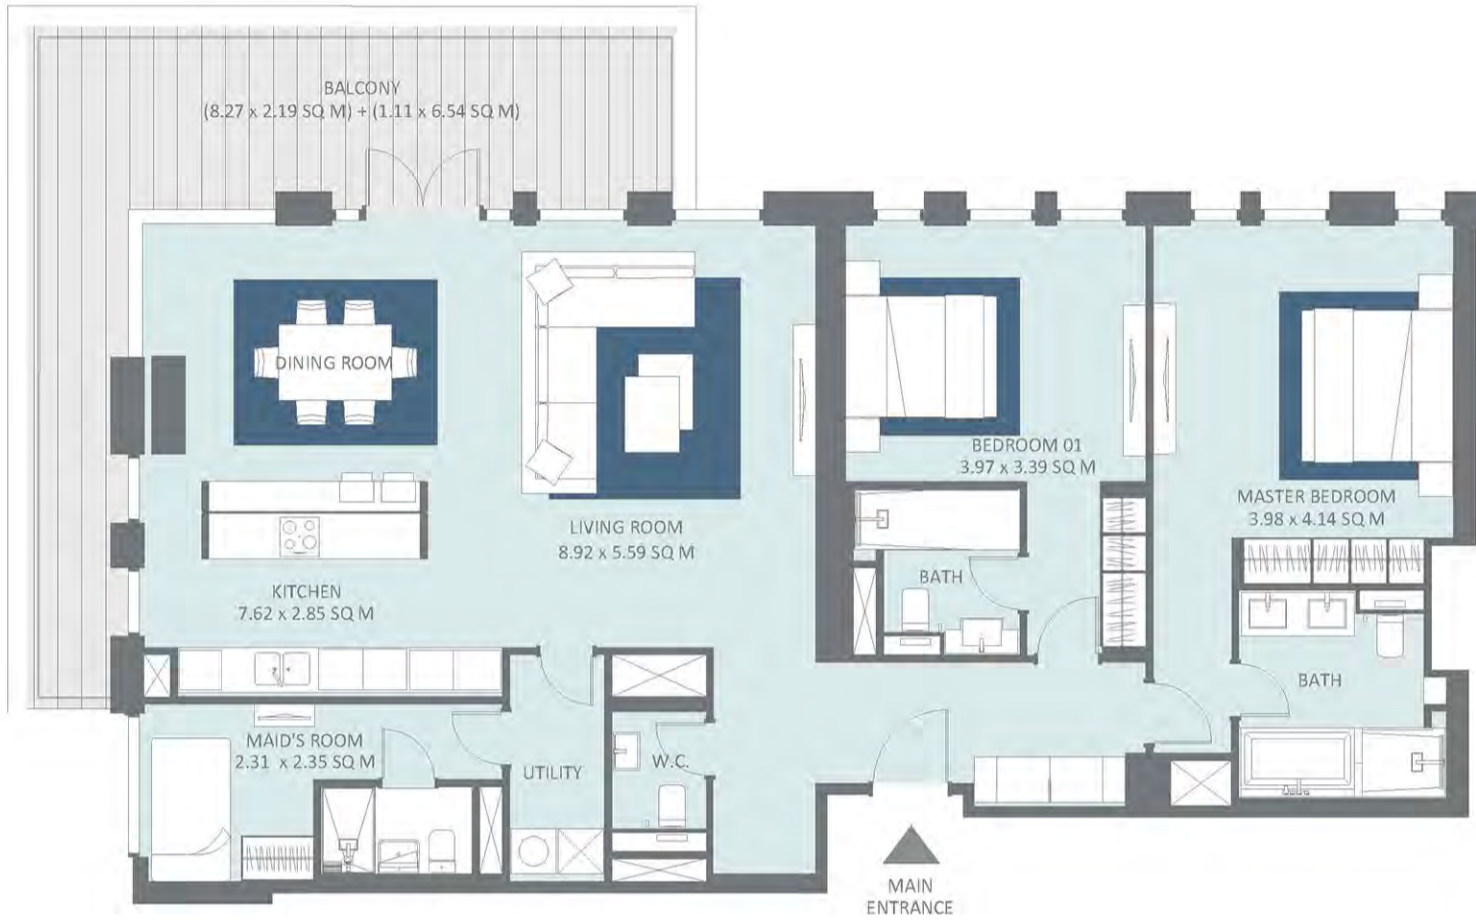 BALCONY
(8.27 x 2.19 SQ M) + (1.11 x 6.54 SQ M)
DINING ROOM
BEDROOM 01
3.97 x 3.39 SQ M
MASTER BEDROOM
3.98 x 4.14 SQ M
LIVING ROOM
8.92 x 5.59 SQ M
KITCHEN
7.62 x 2.85 SQ M
BATH
BATH
MAID'S ROOM
2.31 x 2.35 SQ M
UTILITY
W.C.
MAIN
ENTRANCE